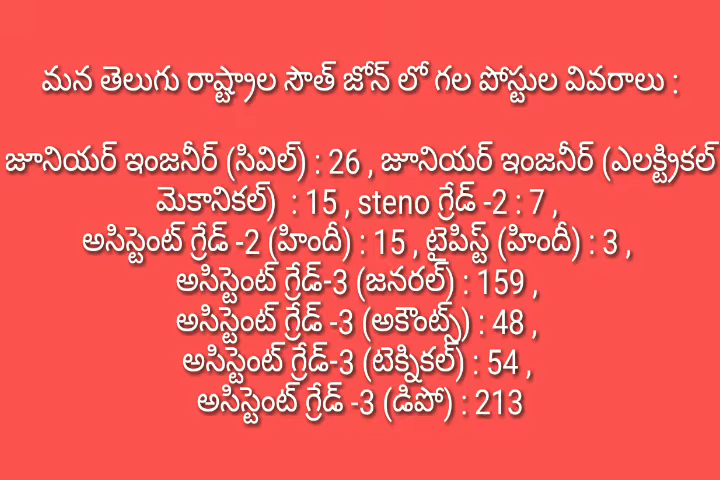 మన తెలుగు రాష్ట్రాల సౌత్ జోన్ లో గల పోస్టుల వివరాలు :
జూనియర్ ఇంజనీర్ (సివిల్) : 26 , జూనియర్ ఇంజనీర్ (ఎలక్ట్రికల్
మెకానికల్)  : 15 , steno గ్రేడ్ -2 : 7 ,
అసిస్టెంట్ గ్రేడ్ -2 (హిందీ) : 15 , టైపిస్ట్ (హిందీ) : 3 ,
అసిస్టెంట్ గ్రేడ్-3 (జనరల్) : 159 ,
అసిస్టెంట్ గ్రేడ్ -3 (అకౌంట్స్) : 48 ,
అసిస్టెంట్ గ్రేడ్-3 (టెక్నికల్) : 54 ,
అసిస్టెంట్ గ్రేడ్ -3 (డిపో) : 213